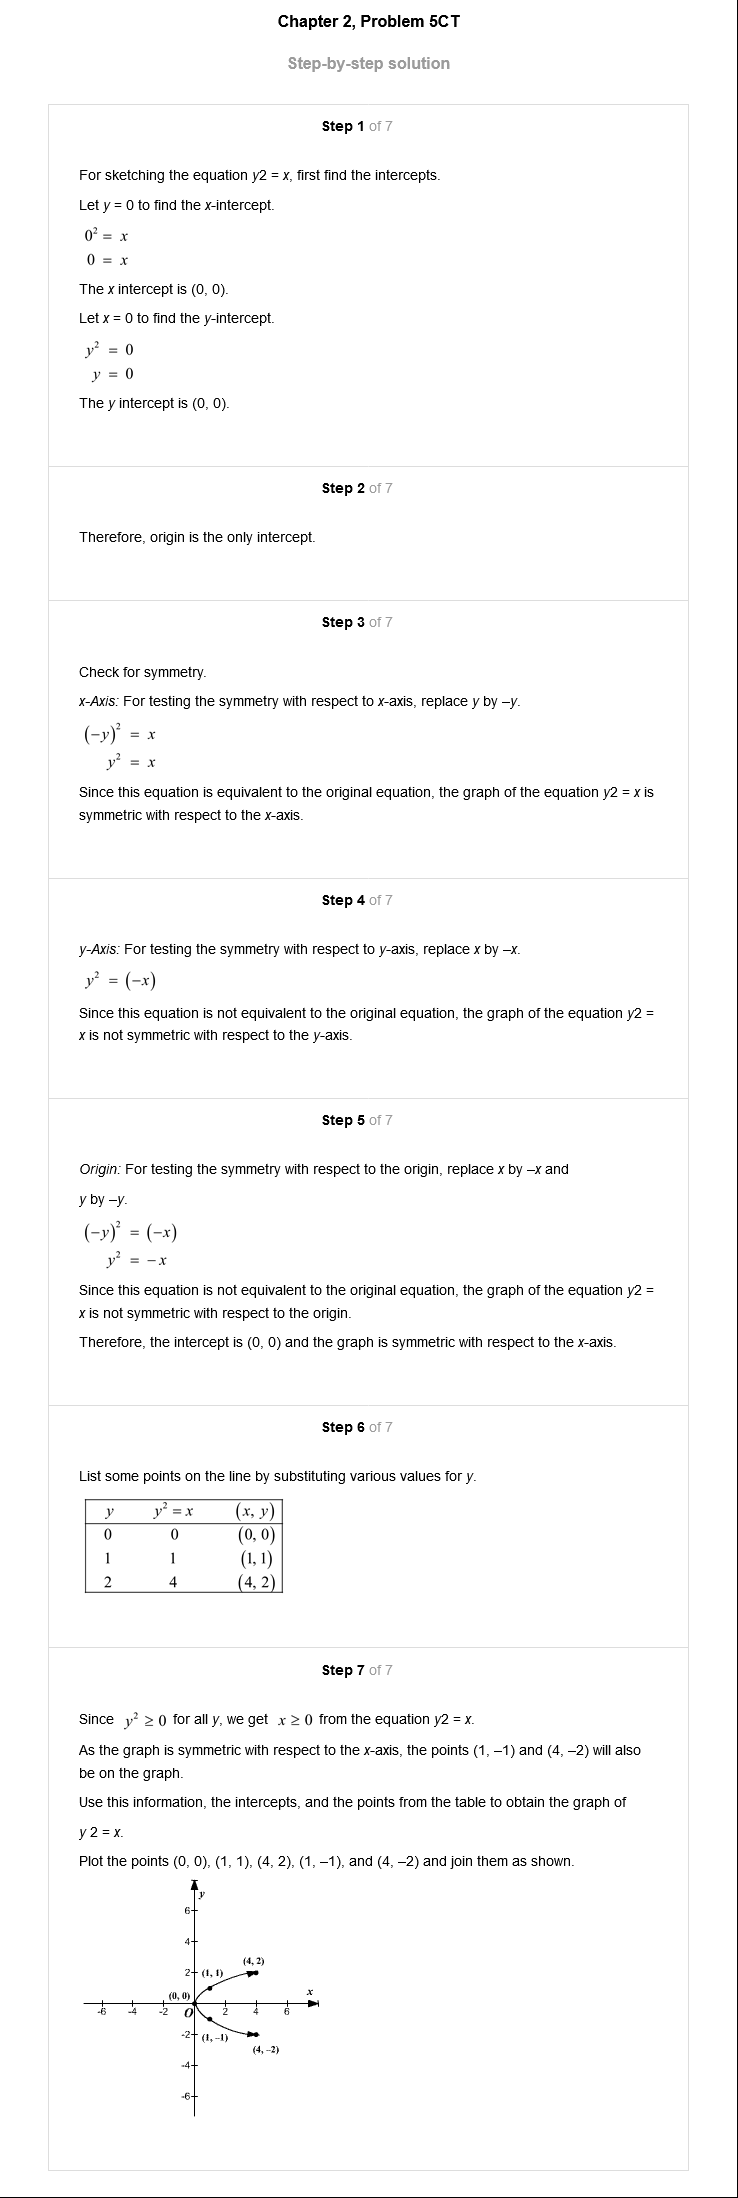 Chapter 2, Problem 5CT
Step-by-step solution
Step 1 of 7
For sketching the equation y2 = x, first find the intercepts.
Let y = 0 to find the x-intercept.
0² = x
0 = x
The x intercept is (0, 0).
Let x = 0 to find the y-intercept.
y² = 0
y = 0
The y intercept is (0, 0).
Step 2 of 7
Therefore, origin is the only intercept.
Step 3 of 7
Check for symmetry.
x-Axis: For testing the symmetry with respect to x-axis, replace y by –y.
(−y)² = x
y² = x
Since this equation is equivalent to the original equation, the graph of the equation y2 = x is
symmetric with respect to the x-axis.
Step 4 of 7
y-Axis: For testing the symmetry with respect to y-axis, replace x by –x.
y² = (−x)
Since this equation is not equivalent to the original equation, the graph of the equation y2 =
x is not symmetric with respect to the y-axis.
Step 5 of 7
Origin: For testing the symmetry with respect to the origin, replace x by –x and
y by –y.
(−y)² = (−x)
y² = −x
Since this equation is not equivalent to the original equation, the graph of the equation y2 =
x is not symmetric with respect to the origin.
Therefore, the intercept is (0, 0) and the graph is symmetric with respect to the x-axis.
Step 6 of 7
List some points on the line by substituting various values for y.
y y² = x (x, y)
0 0 (0, 0)
1 1 (1, 1)
2 4 (4, 2)
Step 7 of 7
Since y² ≥ 0 for all y, we get x ≥ 0 from the equation y2 = x.
As the graph is symmetric with respect to the x-axis, the points (1, –1) and (4, –2) will also
be on the graph.
Use this information, the intercepts, and the points from the table to obtain the graph of
y 2 = x.
Plot the points (0, 0), (1, 1), (4, 2), (1, –1), and (4, –2) and join them as shown.
y
6
4
(4, 2)
2 (1, 1)
(0, 0) x
-6 -4 -2 O 2 4 6
-2 (1, –1)
(4, –2)
-4
-6